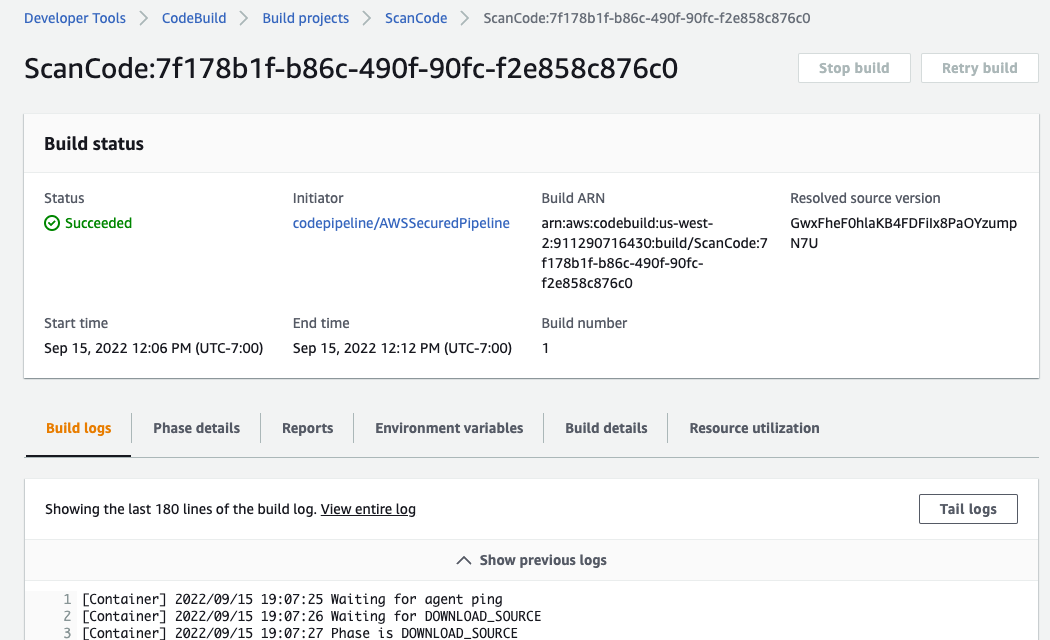 Developer Tools > CodeBuild > Build projects > ScanCode > ScanCode:7f178b1f-b86c-490f-90fc-f2e858c876c0
ScanCode:7f178b1f-b86c-490f-90fc-f2e858c876c0
Stop build
Retry build
Build status
Status
Succeeded
Initiator
codepipeline/AWSSecuredPipeline
Build ARN
arn:aws:codebuild:us-west-
2:911290716430:build/ScanCode:7
f178b1f-b86c-490f-90fc-
f2e858c876c0
Resolved source version
GwxFheF0hlaKB4FDFiIx8PaOYzump
N7U
Start time
Sep 15, 2022 12:06 PM (UTC-7:00)
End time
Sep 15, 2022 12:12 PM (UTC-7:00)
Build number
1
Build logs
Phase details
Reports
Environment variables
Build details
Resource utilization
Showing the last 180 lines of the build log. View entire log
Tail logs
Show previous logs
1 [Container] 2022/09/15 19:07:25 Waiting for agent ping
2 [Container] 2022/09/15 19:07:26 Waiting for DOWNLOAD_SOURCE
3 [Container] 2022/09/15 19:07:27 Phase is DOWNLOAD_SOURCE